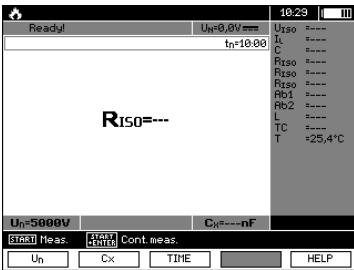 10:29
Ready! UN=0,0V
tn=10:00
RISO=---
UISO =---
IL =---
C =---
RISO =---
RISO =---
RISO =---
Ab1 =---
Ab2 =---
L =---
TC =---
T =25,4°C
Un=5000V CX=---nF
START Meas. START +ENTER Cont.meas.
Un Cx TIME HELP